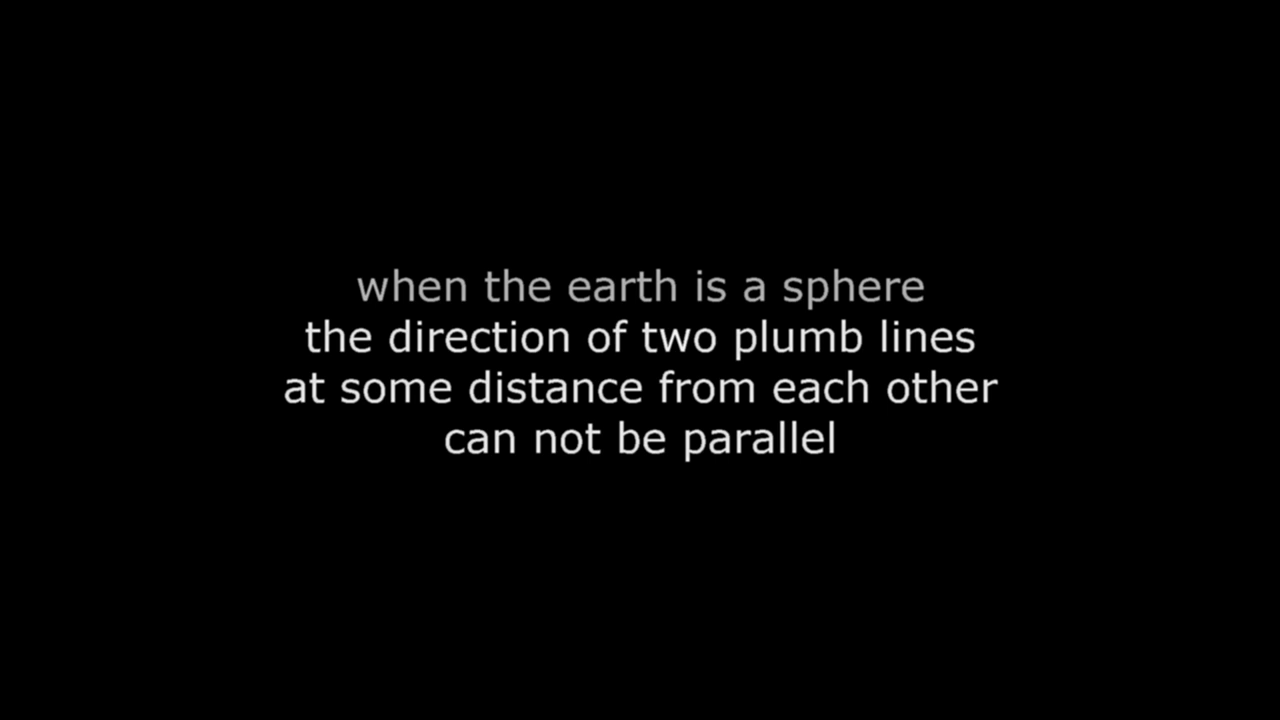 when the earth is a sphere
the direction of two plumb lines
at some distance from each other
can not be parallel